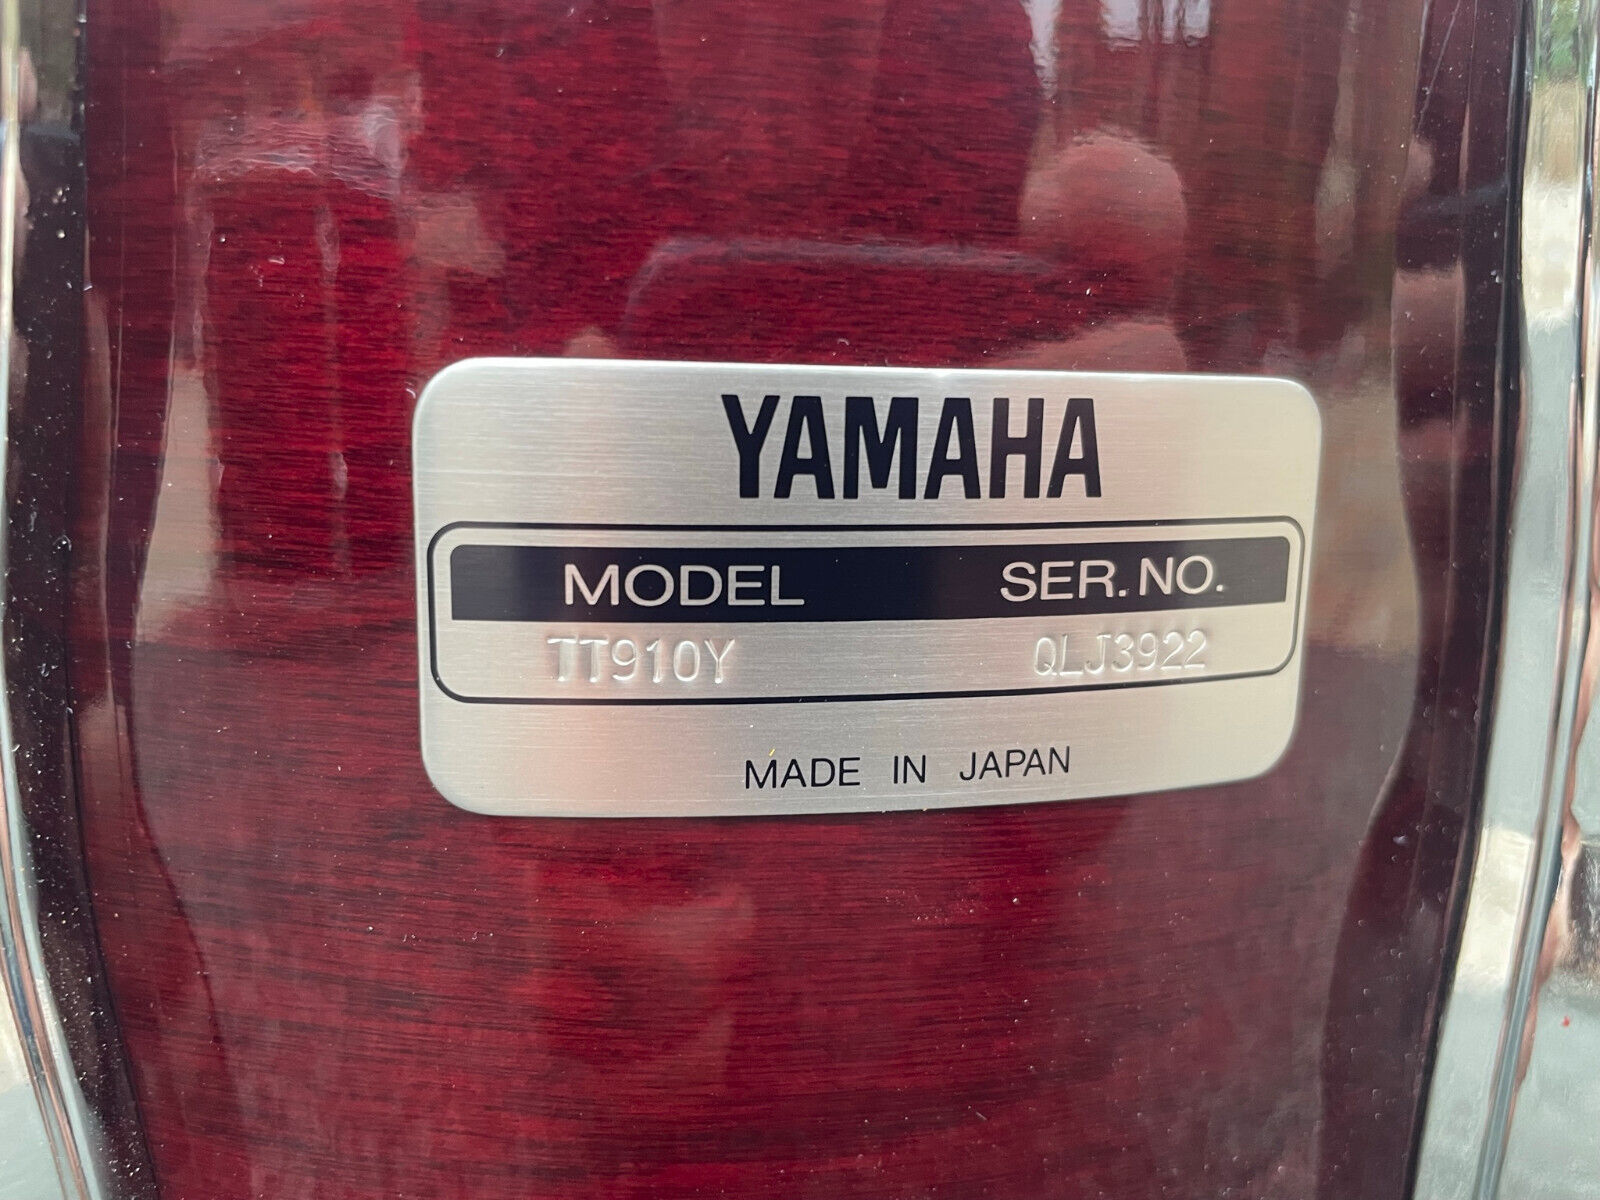 YAMAHA
MODEL SER. NO.
TT910Y QLJ3922
MADE IN JAPAN